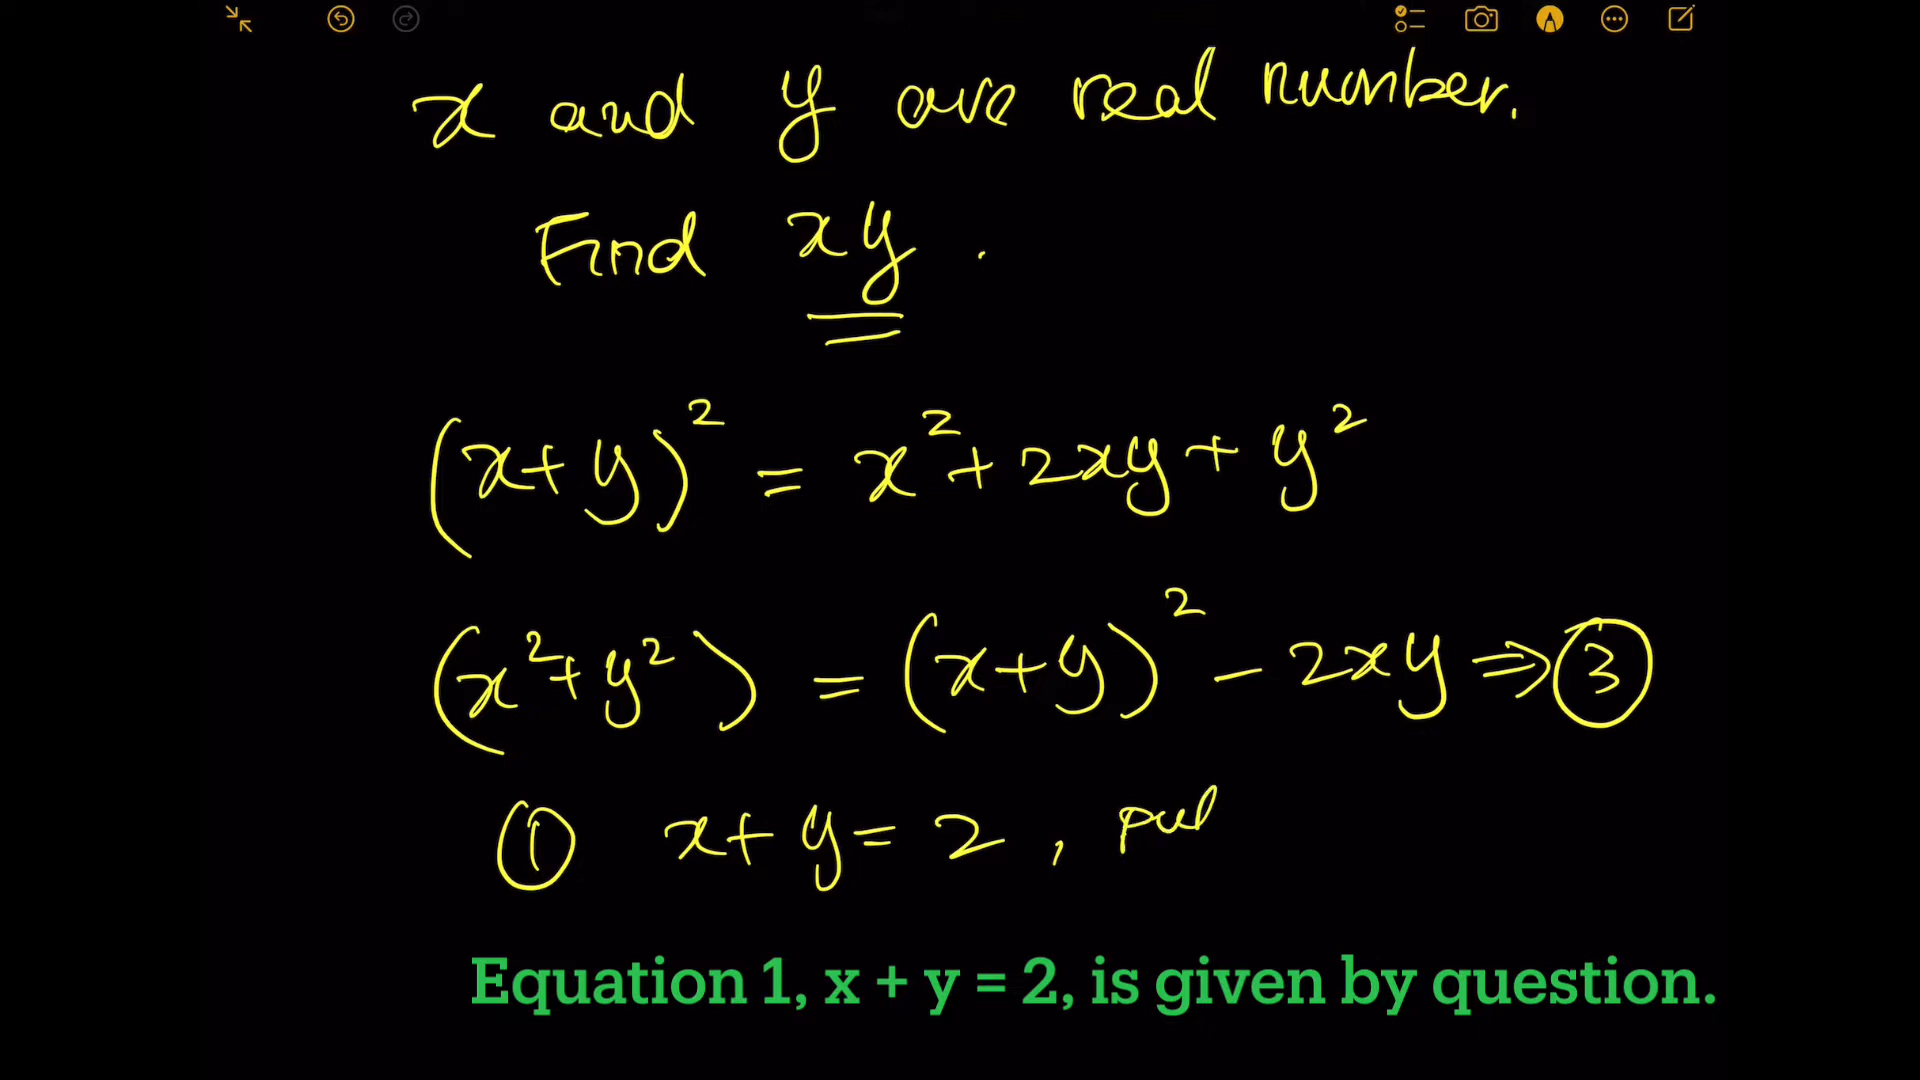 x and y are real number.
Find xy .
(x+y)² = x²+2xy+y²
(x²+y²) = (x+y)² - 2xy ⇒ ③
① x+y = 2 , put
Equation 1, x + y = 2, is given by question.